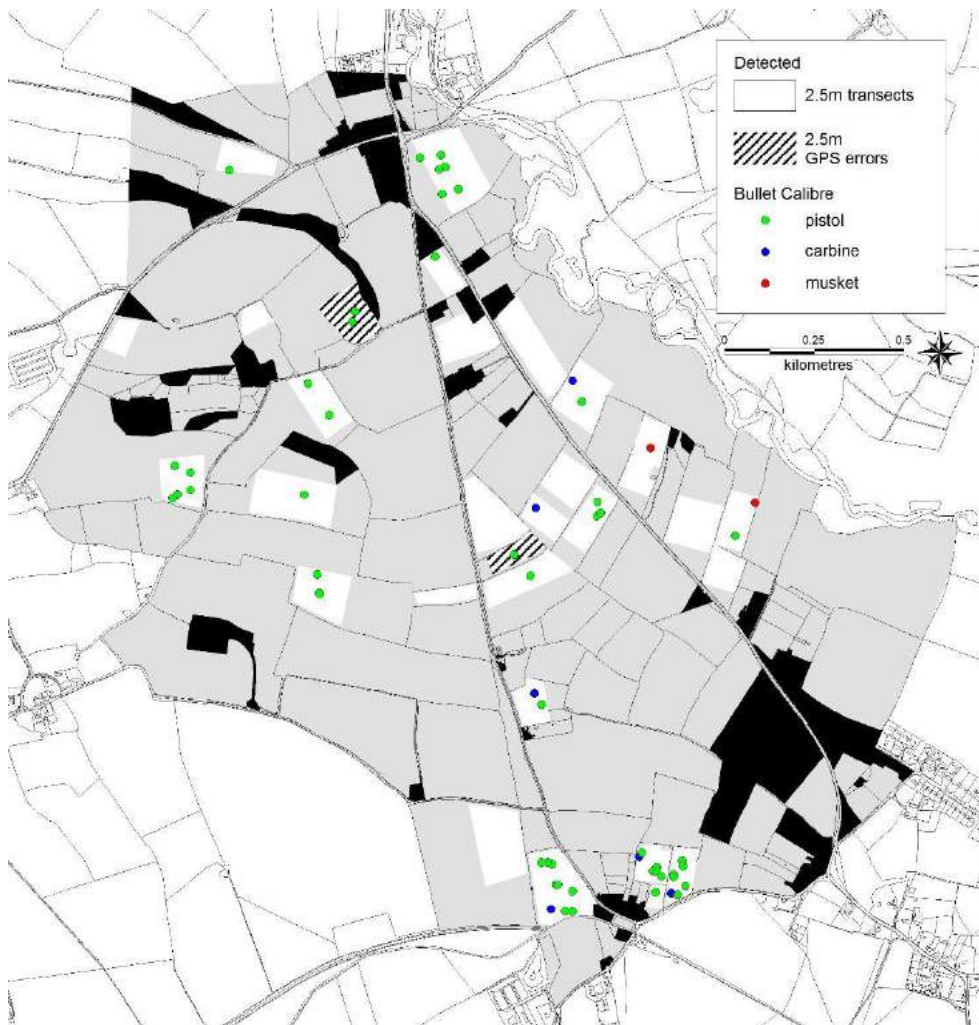 Detected
2.5m transects
2.5m
GPS errors
Bullet Calibre
pistol
carbine
musket
0 0.25 0.5
kilometres